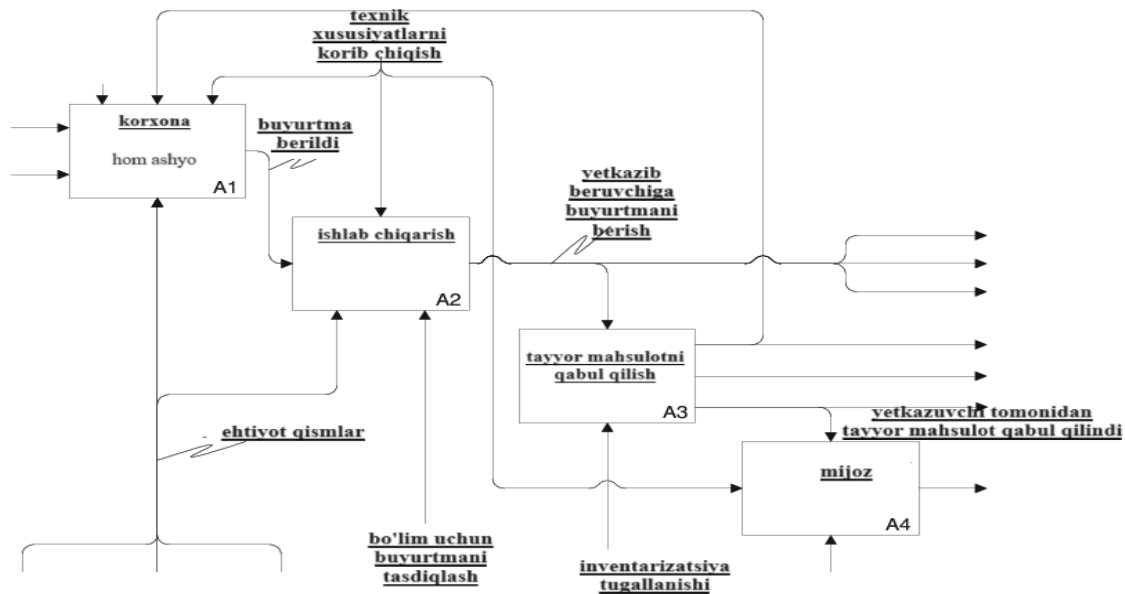 texnik
xususiyatlarni
korib chiqish
korxona
hom ashyo
A1
buyurtma
berildi
ishlab chiqarish
A2
yetkazib
beruvchiga
buyurtmani
berish
tayyor mahsulotni
qabul qilish
A3
yetkazuvchi tomonidan
tayyor mahsulot qabul qilindi
mijoz
A4
ehtiyot qismlar
bo'lim uchun
buyurtmani
tasdiqlash
inventarizatsiya
tugallanishi